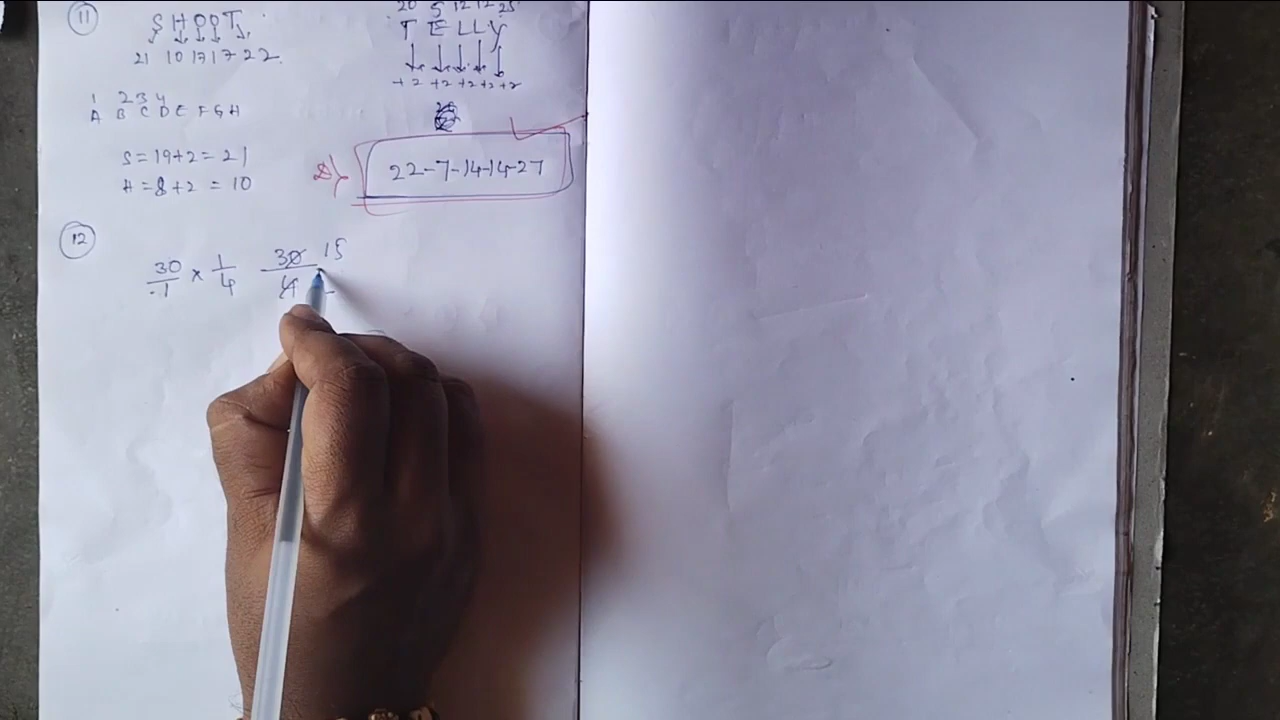 11
S H O O T
21 10 17 17 22.
1 2 3 4
A B C D E F G H
S = 19+2 = 21
H = 8+2 = 10
20 5 12 12 25
T E L L Y
+2 +2 +2 +2 +2
22-7-14-14-27
12
30/1 × 1/4 30/4 15